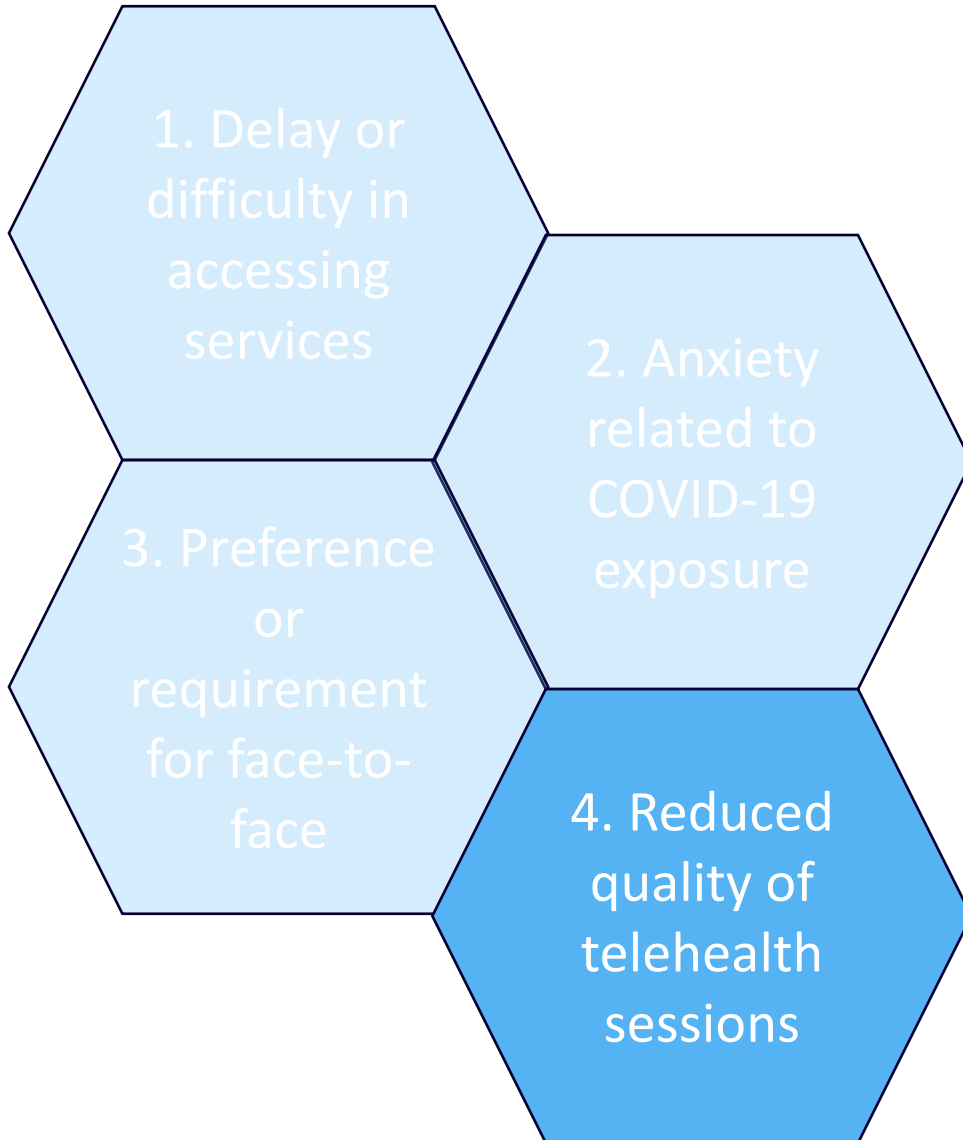 1. Delay or
difficulty in
accessing
services
2. Anxiety
related to
COVID-19
exposure
3. Preference
or
requirement
for face-to-
face
4. Reduced
quality of
telehealth
sessions